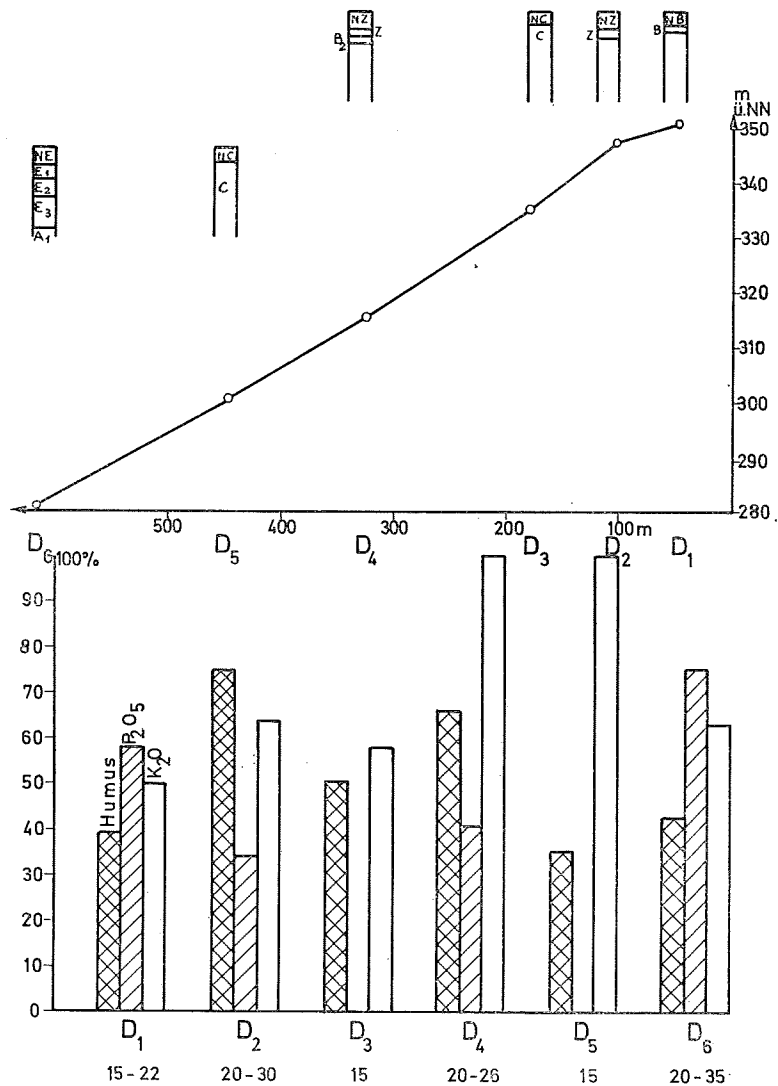 NZ
B2 Z
NC
C
NZ
Z
NB
B
m
ü.NN
350
340
330
320
310
300
290
280
NE
E1
E2
E3
A1
NC
C
500 400 300 200 100m
D6 D5 D4 D3 D2 D1
100%
90
80
70
60
50
40
30
20
10
0
Humus
P2O5
K2O
D1 D2 D3 D4 D5 D6
15-22 20-30 15 20-26 15 20-35